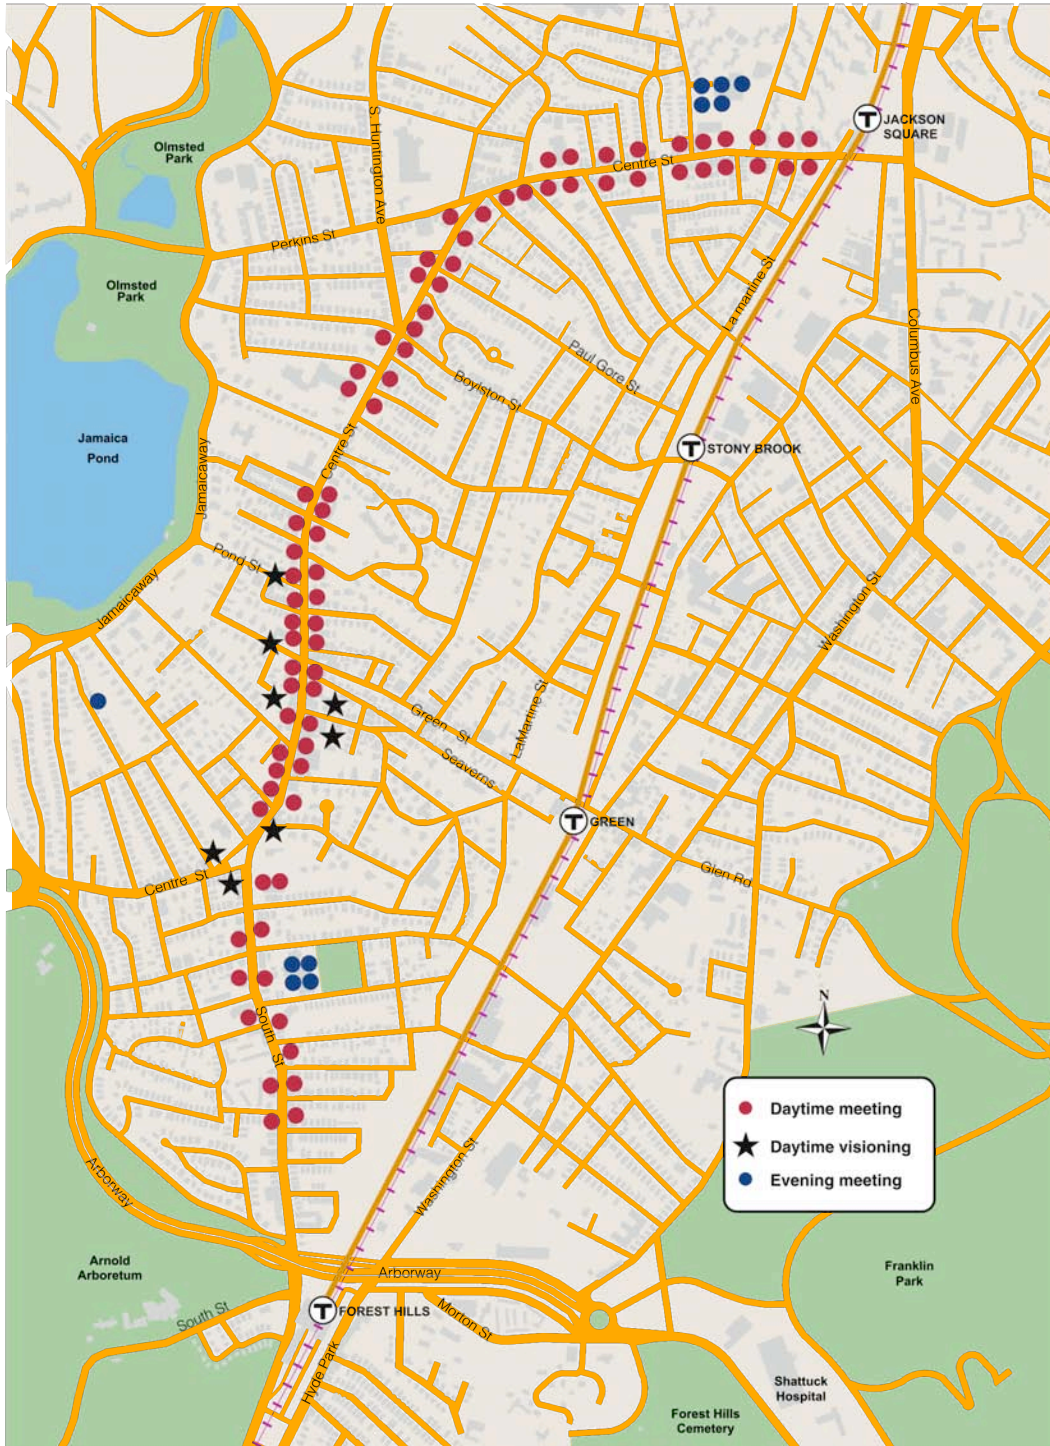 JACKSON
SQUARE
S Huntington Ave
Olmsted
Park
Centre St
Perkins St
Olmsted
Park
La martine St
Columbus Ave
Paul Gore St
Boylston St
Jamaica
Pond
Centre St
STONY BROOK
Jamaicaway
Pond St
Jamaicaway
Washington St
LaMartine St
Green St
Seaverns
GREEN
Glen Rd
Centre St
N
South St
Daytime meeting
Daytime visioning
Evening meeting
Washington St
Arborway
Arnold
Arboretum
Arborway
Franklin
Park
South St
FOREST HILLS
Morton St
Hyde Park
Shattuck
Hospital
Forest Hills
Cemetery
T
T
T
T